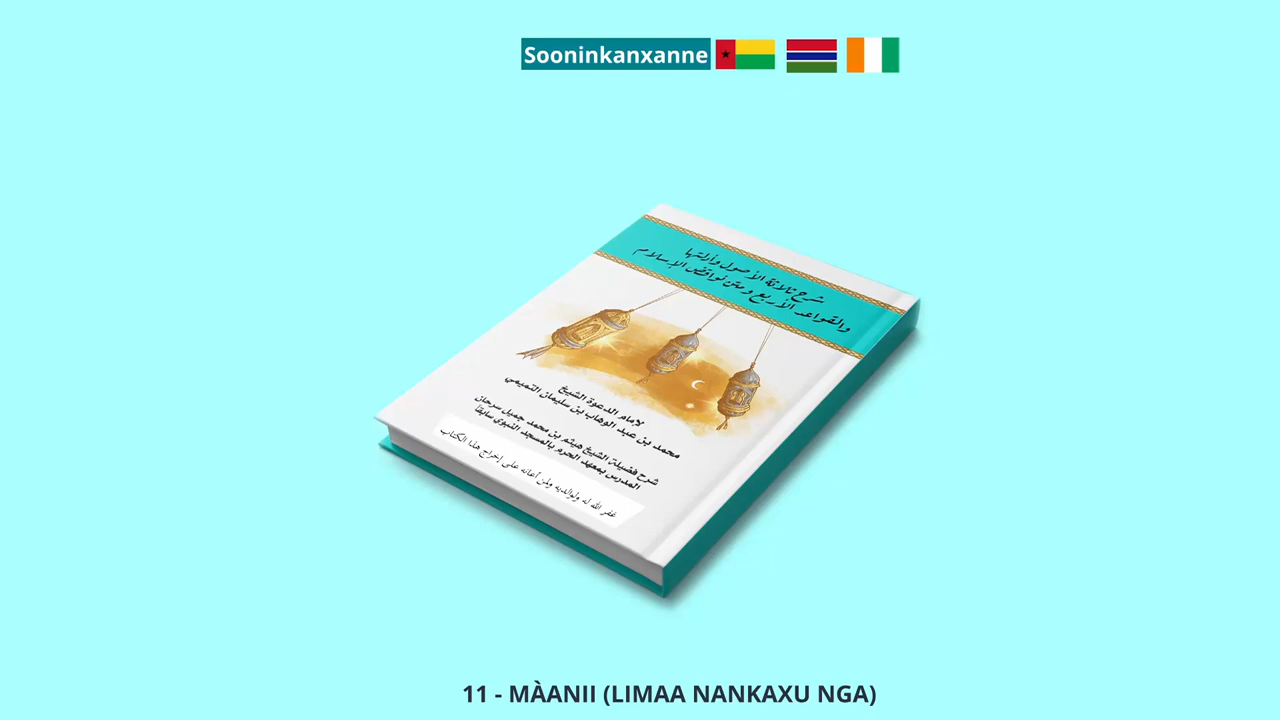 Sooninkanxanne
شرح ثلاثة الأصول وأدلتها
والقواعد الأربع و متن نواقض الإسلام
لإمام الدعوة الشيخ
محمد بن عبد الوهاب بن سليمان التميمي
شرح فضيلة الشيخ هيثم بن محمد جميل سرحان
المدرس بمعهد الحرم بالمسجد النبوي سابقا
غفر الله له ولوالديه ولمن أعانه على إخراج هذا الكتاب
11 - MÀANII (LIMAA NANKAXU NGA)